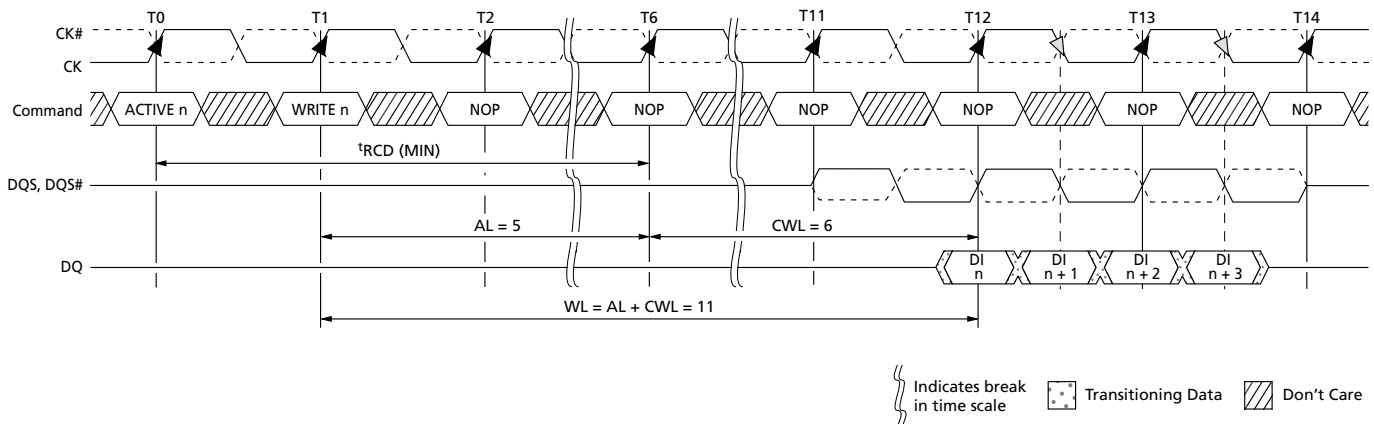 T0 T1 T2 T6 T11 T12 T13 T14
CK#
CK
Command ACTIVE n WRITE n NOP NOP NOP NOP NOP NOP
tRCD (MIN)
DQS, DQS#
AL = 5 CWL = 6
DQ
DI
n
DI
n + 1
DI
n + 2
DI
n + 3
WL = AL + CWL = 11
Indicates break
in time scale
Transitioning Data
Don't Care